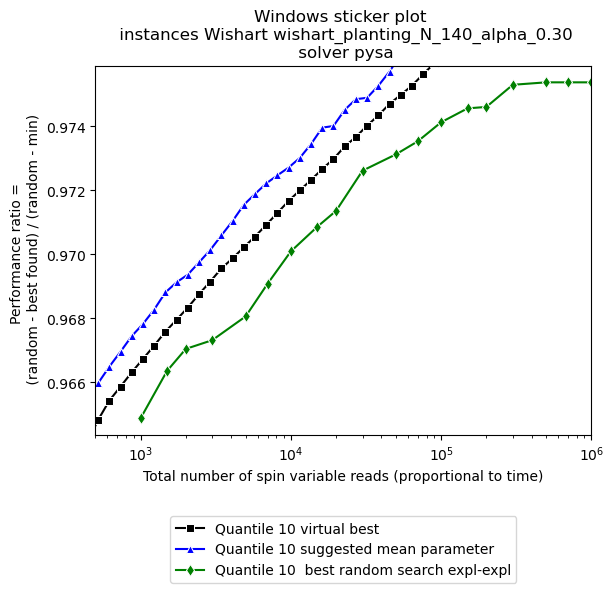 Windows sticker plot
instances Wishart wishart_planting_N_140_alpha_0.30
solver pysa
Performance ratio =
(random - best found) / (random - min)
0.974
0.972
0.970
0.968
0.966
10³
10⁴
10⁵
10⁶
Total number of spin variable reads (proportional to time)
Quantile 10 virtual best
Quantile 10 suggested mean parameter
Quantile 10  best random search expl-expl